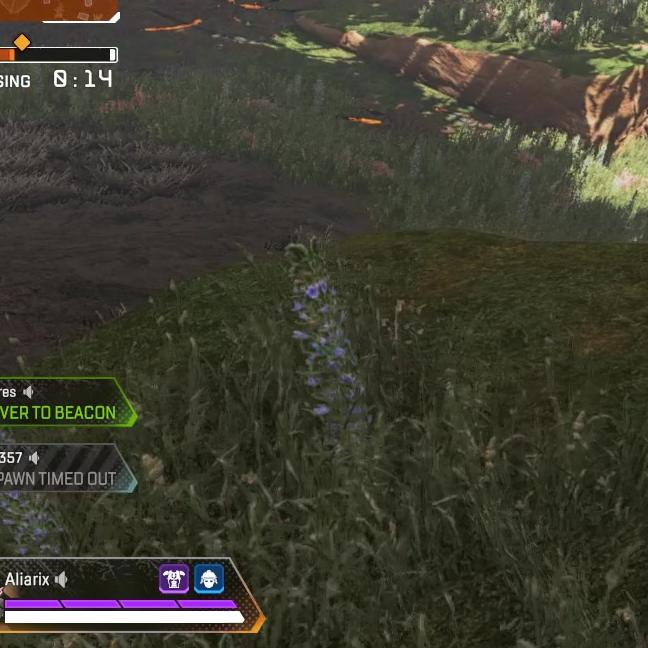 SING 0:14
res
VER TO BEACON
357
PAWN TIMED OUT
Aliarix